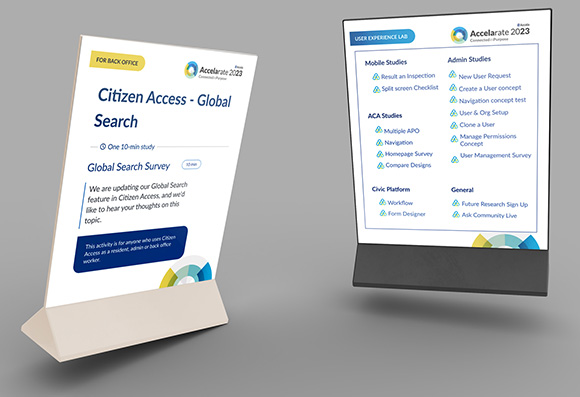 FOR BACK OFFICE
Accela
Accelarate 2023
Connected in Purpose
Citizen Access - Global
Search
One 10-min study
Global Search Survey
10 min
We are updating our Global Search
feature in Citizen Access, and we'd
like to hear your thoughts on this
topic.
This activity is for anyone who uses Citizen
Access as a resident, admin or back office
worker.
USER EXPERIENCE LAB
Accela
Accelarate 2023
Connected in Purpose
Mobile Studies
Result an Inspection
Split screen Checklist
ACA Studies
Multiple APO
Navigation
Homepage Survey
Compare Designs
Civic Platform
Workflow
Form Designer
Admin Studies
New User Request
Create a User concept
Navigation concept test
User & Org Setup
Clone a User
Manage Permissions
Concept
User Management Survey
General
Future Research Sign Up
Ask Community Live